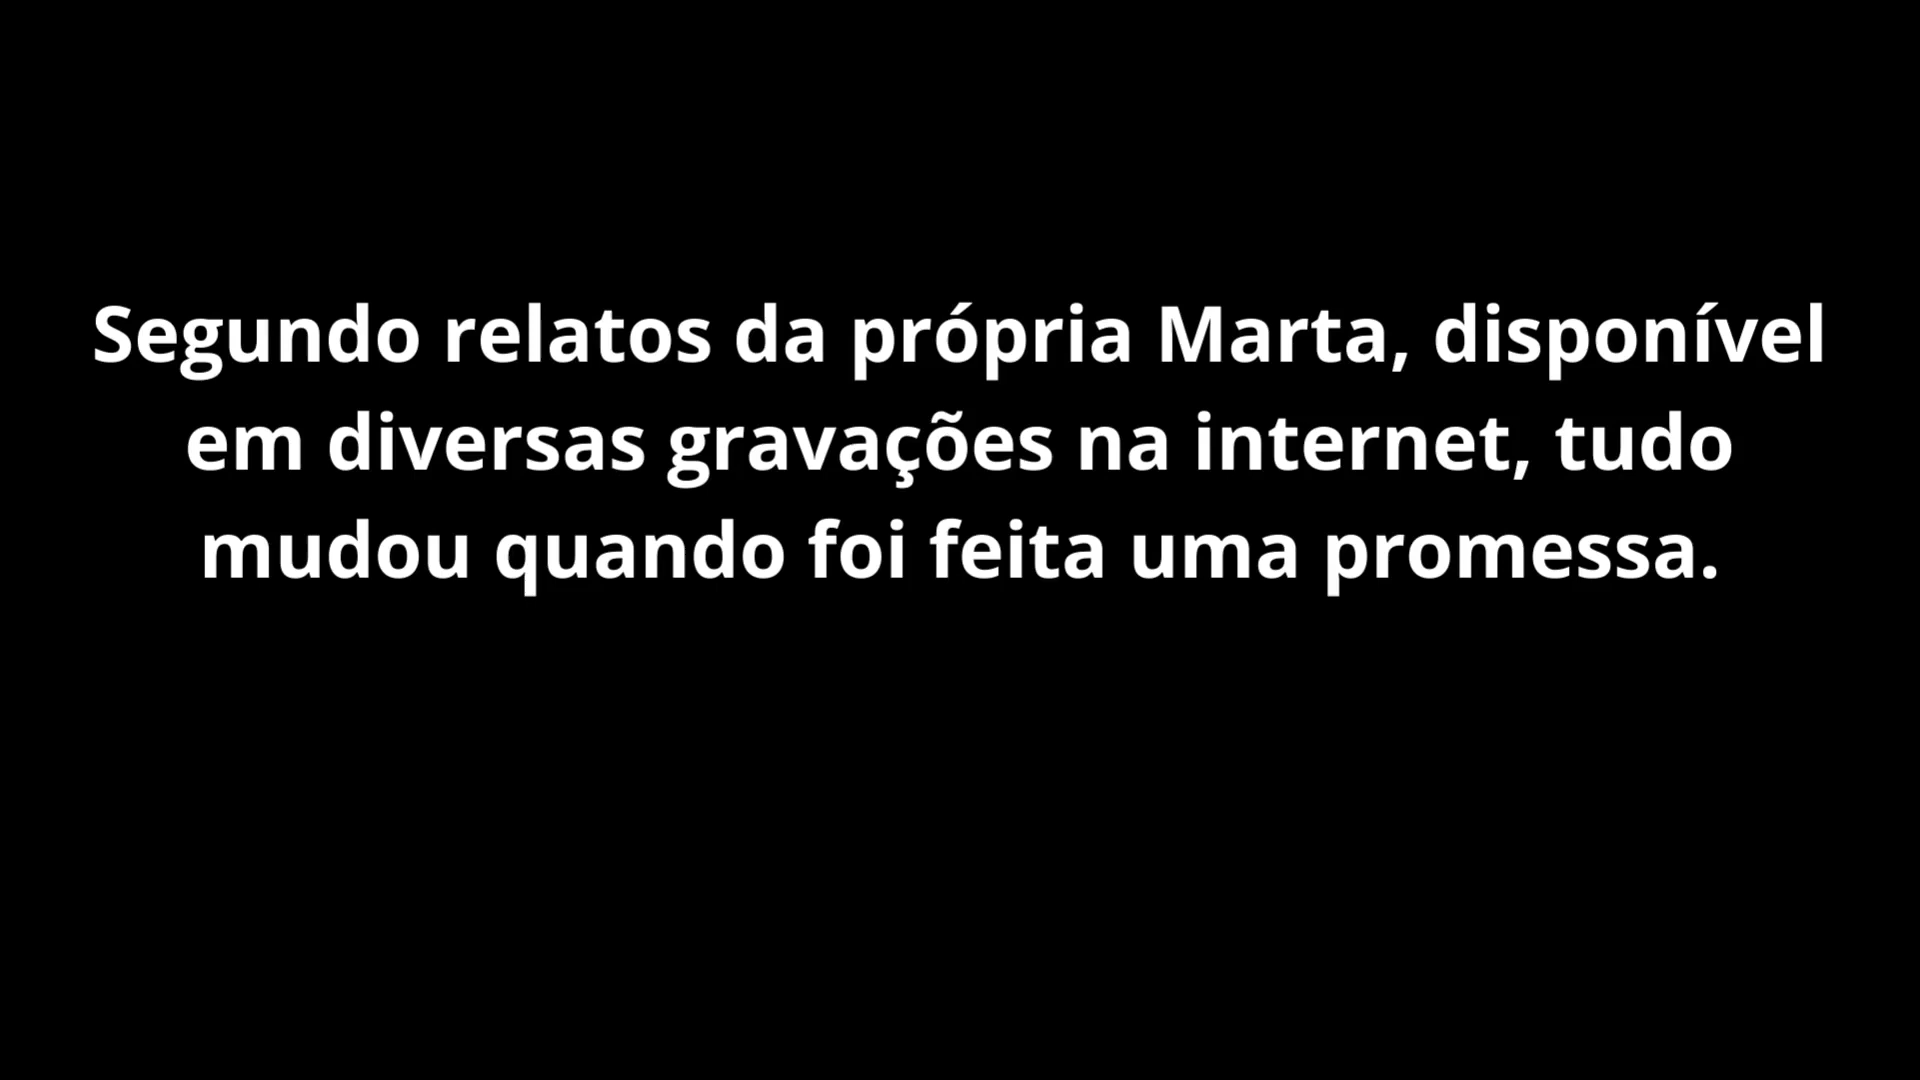 Segundo relatos da própria Marta, disponível
em diversas gravações na internet, tudo
mudou quando foi feita uma promessa.